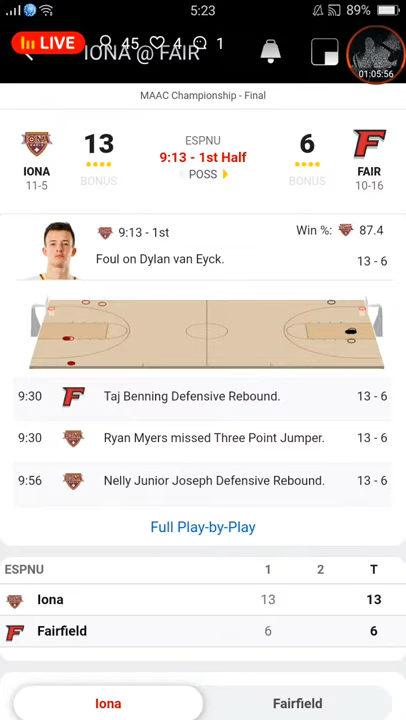 5:23
89%
LIVE
45 4 1
IONA @ FAIR
01:05:56
MAAC Championship - Final
IONA
11-5
13
BONUS
ESPNU
9:13 - 1st Half
POSS
6
BONUS
FAIR
10-16
9:13 - 1st
Win %: 87.4
Foul on Dylan van Eyck.
13 - 6
9:30 Taj Benning Defensive Rebound. 13 - 6
9:30 Ryan Myers missed Three Point Jumper. 13 - 6
9:56 Nelly Junior Joseph Defensive Rebound. 13 - 6
Full Play-by-Play
ESPNU 1 2 T
Iona 13 13
Fairfield 6 6
Iona Fairfield